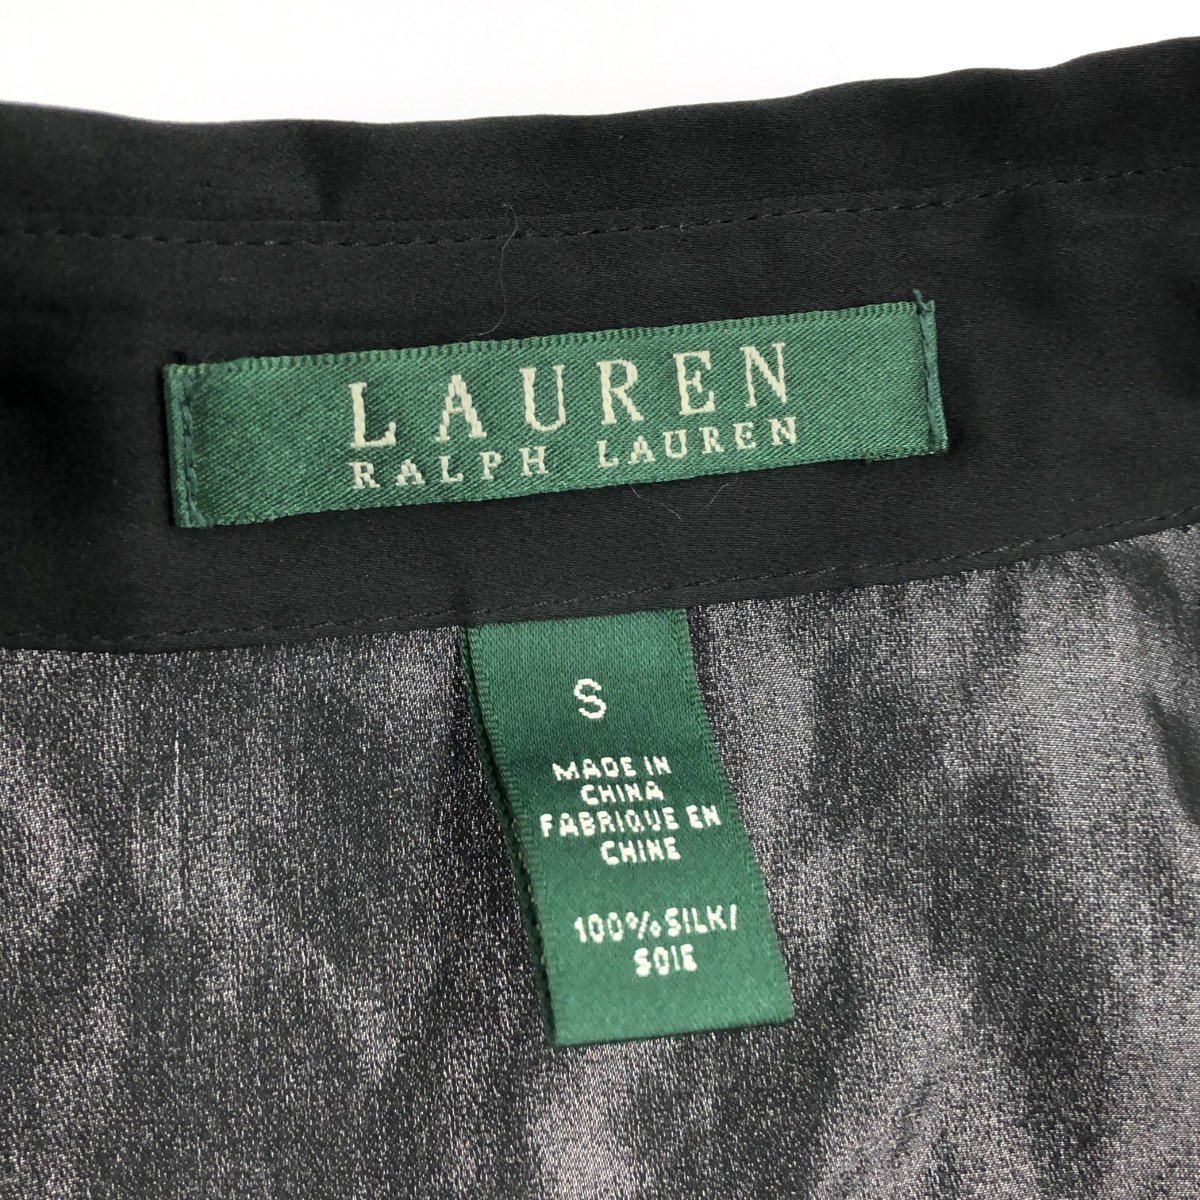 LAUREN
RALPH LAUREN
S
MADE IN
CHINA
FABRIQUE EN
CHINE
100% SILK/
SOIE